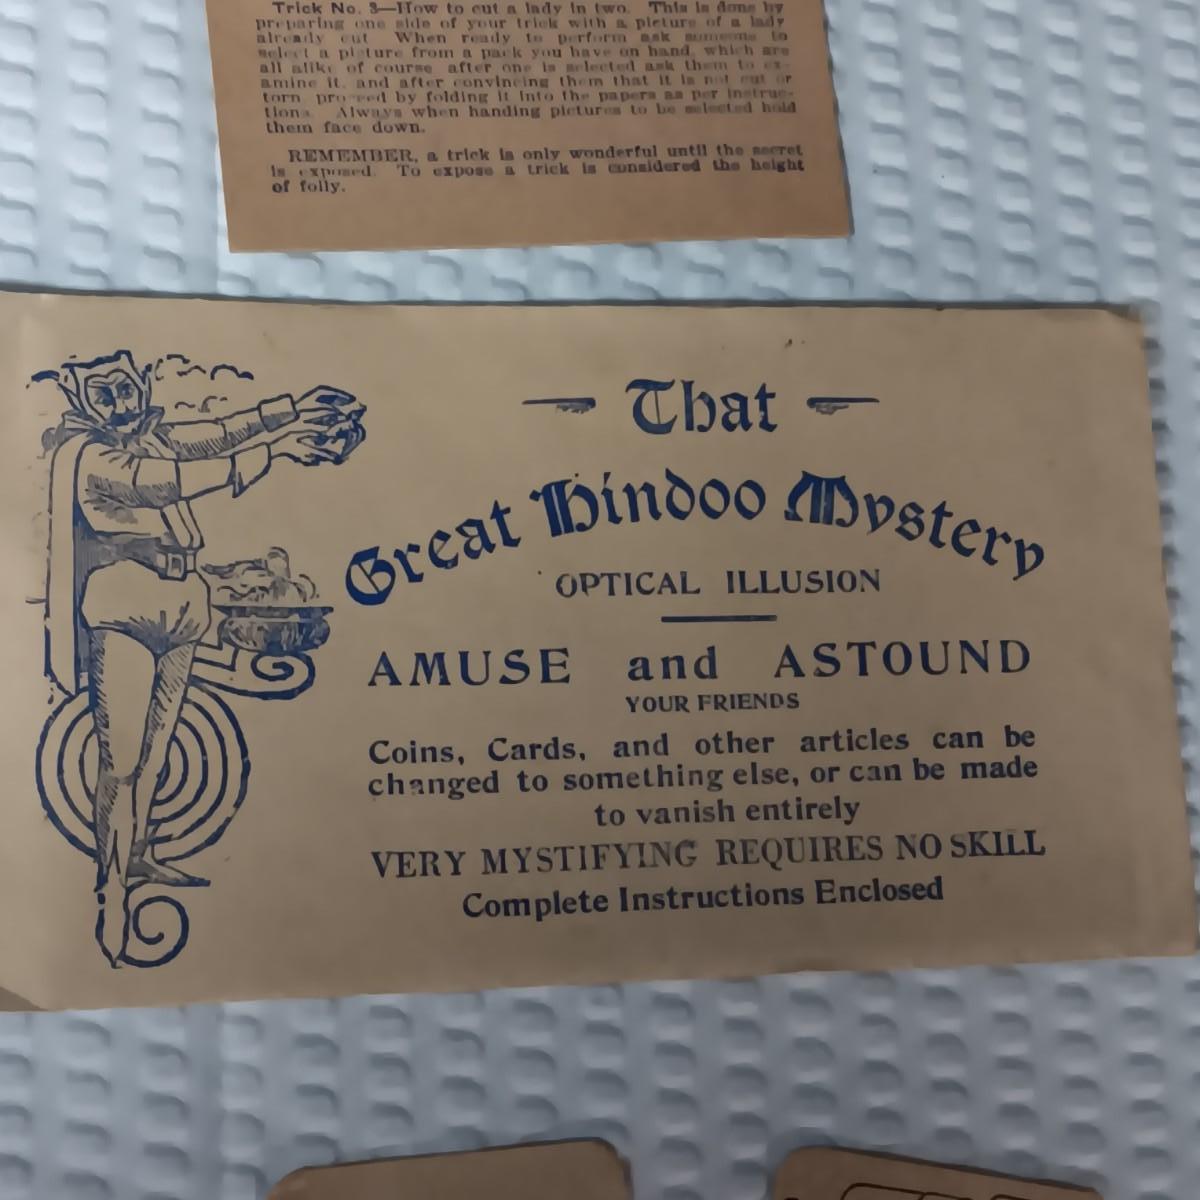 Trick No. 3—How to cut a lady in two. This is done by
preparing one side of your trick with a picture of a lady
already cut When ready to perform ask someone to
select a picture from a pack you have on hand, which are
all alike of course after one is selected ask them to ex-
amine it, and after convincing them that it is not cut or
torn, proceed by folding it into the papers as per instruc-
tions. Always when handing pictures to be selected hold
them face down.
REMEMBER, a trick is only wonderful until the secret
is exposed. To expose a trick is considered the height
of folly.
That
Great Hindoo Mystery
OPTICAL ILLUSION
AMUSE and ASTOUND
YOUR FRIENDS
Coins, Cards, and other articles can be
changed to something else, or can be made
to vanish entirely
VERY MYSTIFYING REQUIRES NO SKILL
Complete Instructions Enclosed